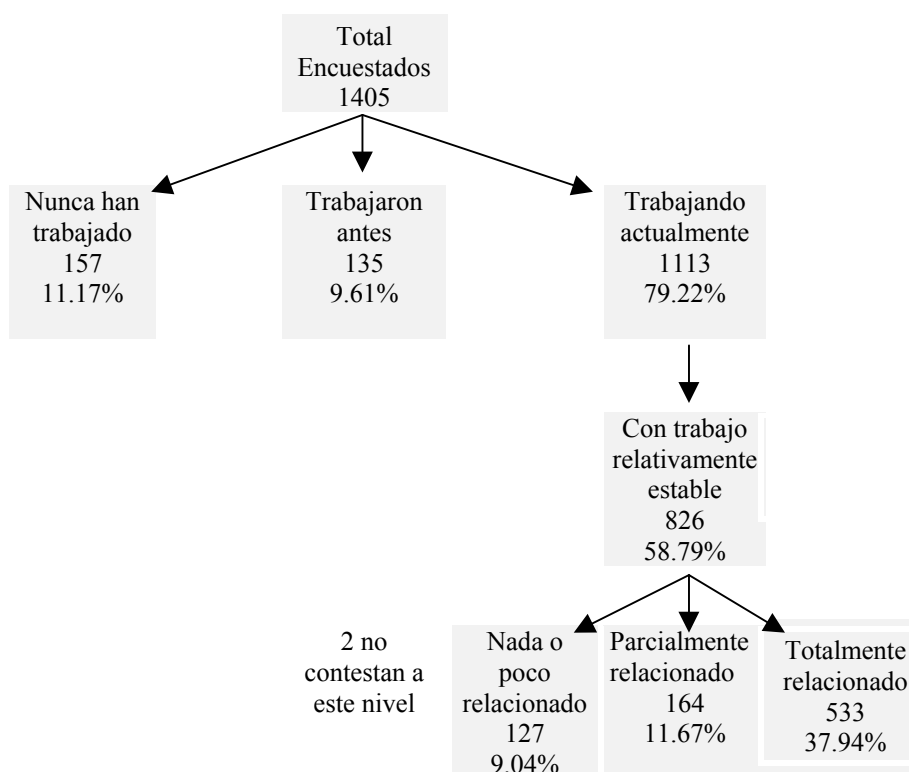 Total
Encuestados
1405
Nunca han
trabajado
157
11.17%
Trabajaron
antes
135
9.61%
Trabajando
actualmente
1113
79.22%
Con trabajo
relativamente
estable
826
58.79%
2 no
contestan a
este nivel
Nada o
poco
relacionado
127
9.04%
Parcialmente
relacionado
164
11.67%
Totalmente
relacionado
533
37.94%